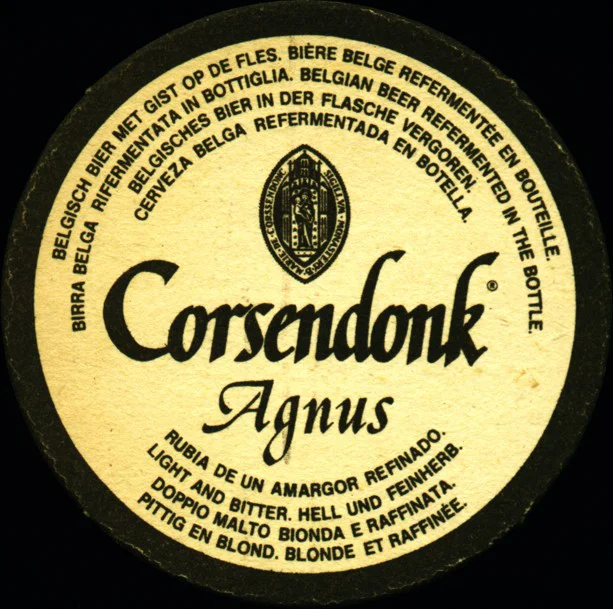 BELGISCH BIER MET GIST OP DE FLES. BIÈRE BELGE REFERMENTÉE EN BOUTEILLE.
BIRRA BELGA RIFERMENTATA IN BOTTIGLIA. BELGIAN BEER REFERMENTED IN THE BOTTLE.
BELGISCHES BIER IN DER FLASCHE VERGOREN.
CERVEZA BELGA REFERMENTADA EN BOTELLA.
Corsendonk®
Agnus
RUBIA DE UN AMARGOR REFINADO.
LIGHT AND BITTER. HELL UND FEINHERB.
DOPPIO MALTO BIONDA E RAFFINATA.
PITTIG EN BLOND. BLONDE ET RAFFINÉE.